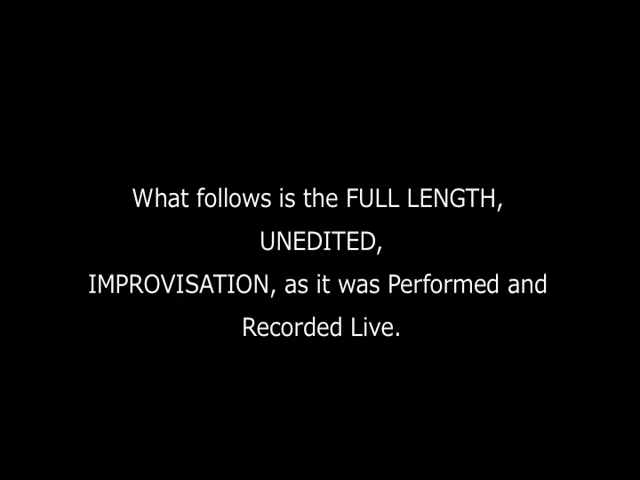 What follows is the FULL LENGTH,
UNEDITED,
IMPROVISATION, as it was Performed and
Recorded Live.